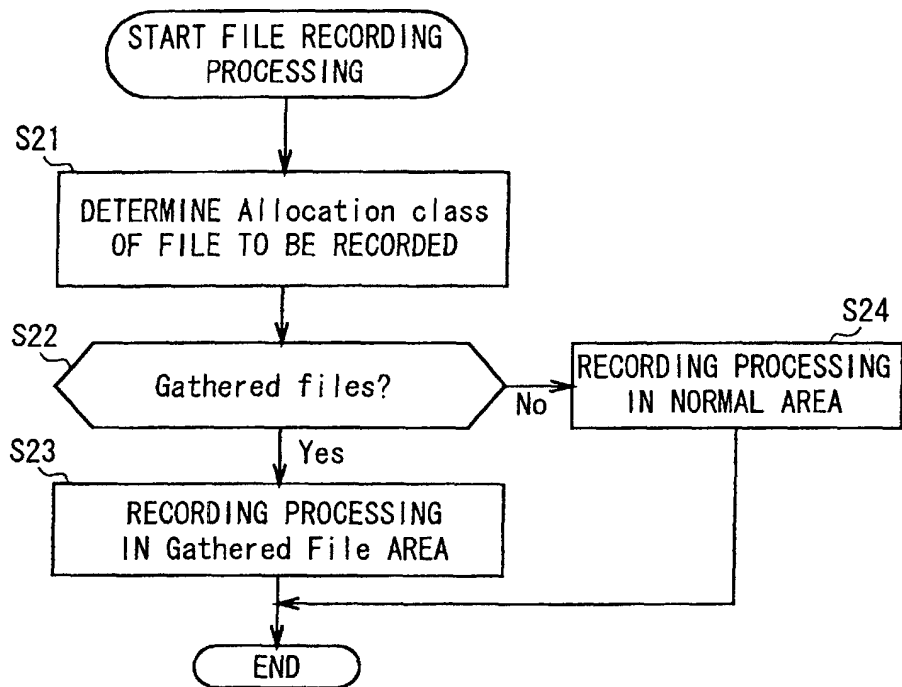 START FILE RECORDING
PROCESSING
S21
DETERMINE Allocation class
OF FILE TO BE RECORDED
S22
Gathered files?
No
S24
RECORDING PROCESSING
IN NORMAL AREA
Yes
S23
RECORDING PROCESSING
IN Gathered File AREA
END